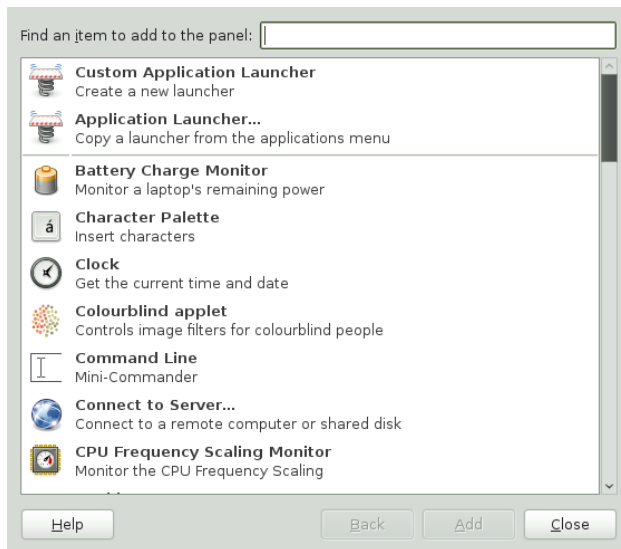 Find an item to add to the panel:
Custom Application Launcher
Create a new launcher
Application Launcher...
Copy a launcher from the applications menu
Battery Charge Monitor
Monitor a laptop's remaining power
á
Character Palette
Insert characters
Clock
Get the current time and date
Colourblind applet
Controls image filters for colourblind people
Command Line
Mini-Commander
Connect to Server...
Connect to a remote computer or shared disk
CPU Frequency Scaling Monitor
Monitor the CPU Frequency Scaling
Help Back Add Close